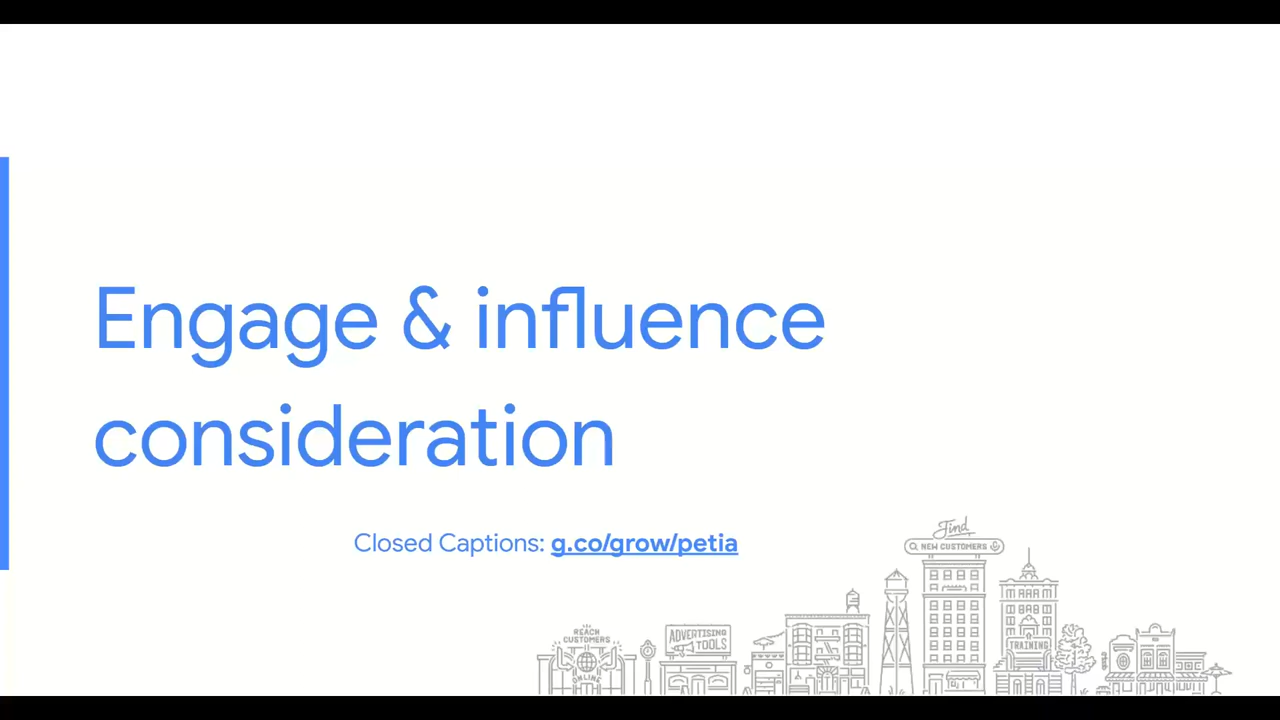 Engage & influence
consideration
Closed Captions: g.co/grow/petia
Find
NEW CUSTOMERS
REACH
CUSTOMERS
ONLINE
ADVERTISING
TOOLS
TRAINING